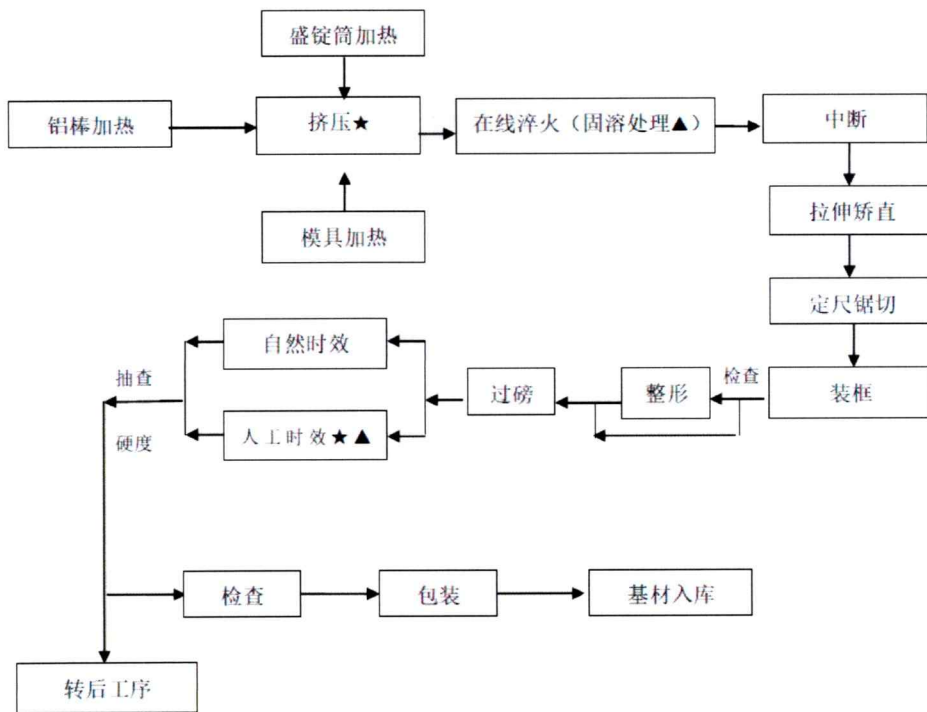 盛锭筒加热
铝棒加热
挤压★
在线淬火（固溶处理▲）
中断
模具加热
拉伸矫直
定尺锯切
自然时效
抽查
过磅
整形
检查
装框
硬度
人工时效★▲
检查
包装
基材入库
转后工序